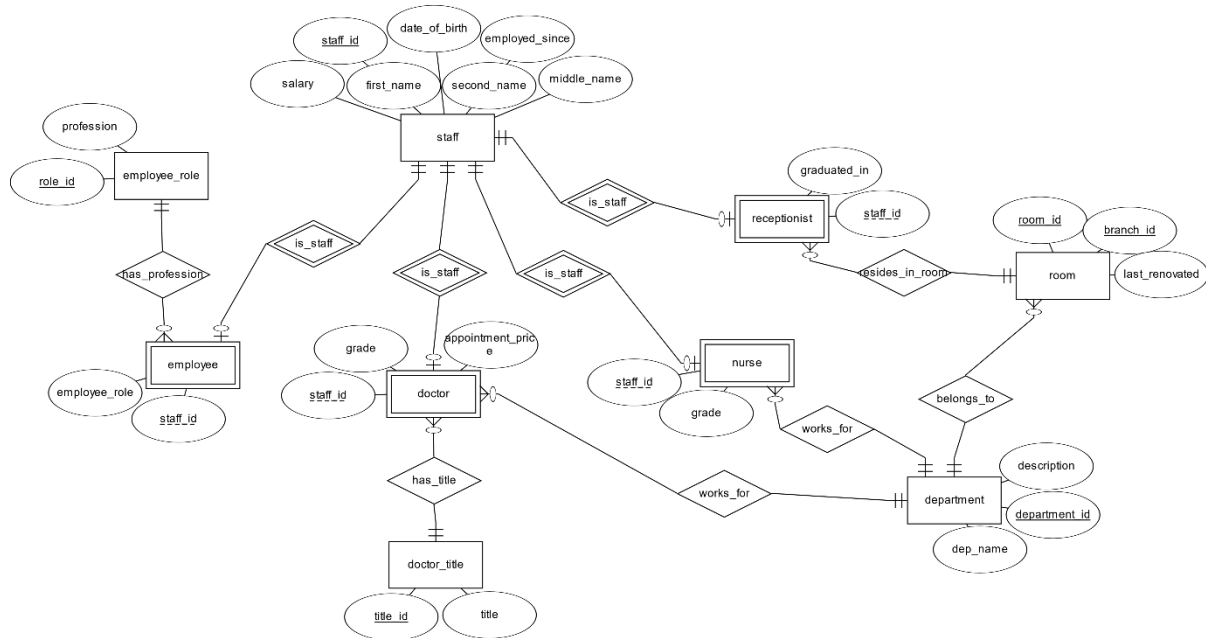 date_of_birth
staff_id
employed_since
salary
first_name
second_name
middle_name
staff
profession
role_id
employee_role
graduated_in
is_staff
receptionist
staff_id
room_id
branch_id
is_staff
is_staff
is_staff
has_profession
resides_in_room
room
last_renovated
grade
appointment_pric
e
employee
nurse
employee_role
staff_id
doctor
staff_id
staff_id
grade
belongs_to
works_for
has_title
works_for
description
department
department_id
dep_name
doctor_title
title_id
title